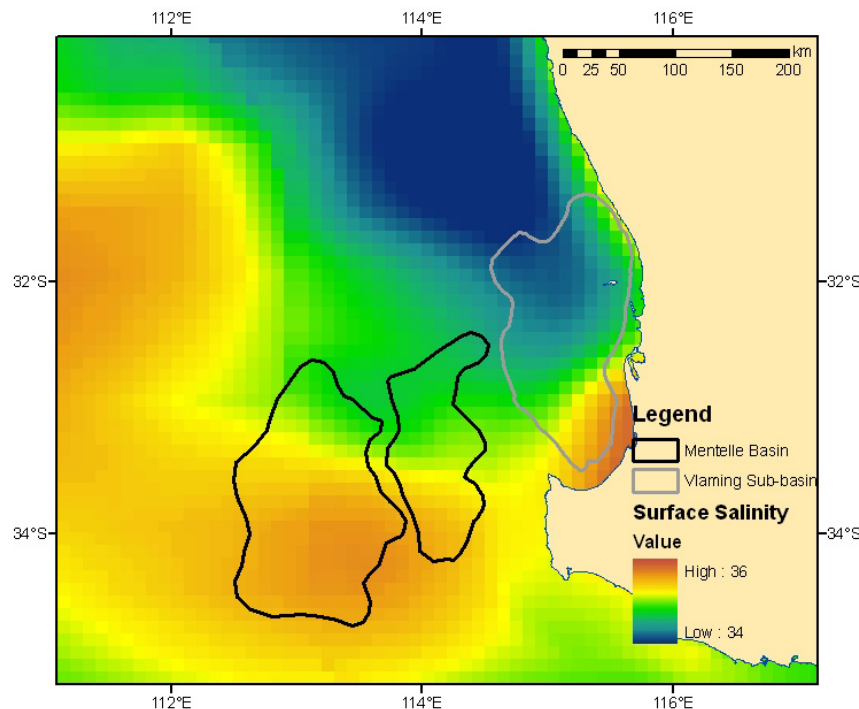 112°E 114°E 116°E
km
0 25 50 100 150 200
32°S 32°S
Legend
Mentelle Basin
Vlaming Sub-basin
Surface Salinity
34°S 34°S
Value
High : 36
Low : 34
112°E 114°E 116°E